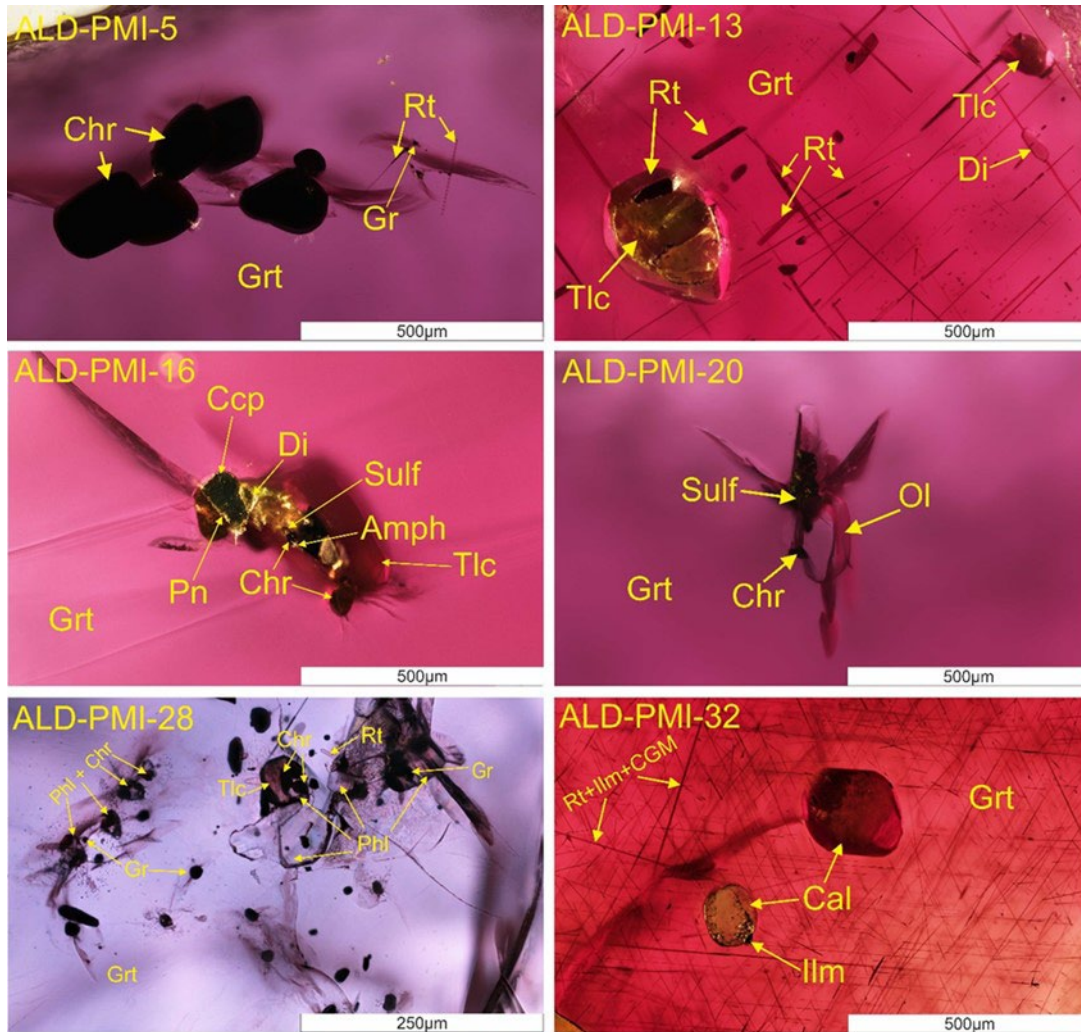 ALD-PMI-5
Chr
Rt
Gr
Grt
500µm
ALD-PMI-13
Grt
Rt
Tlc
Rt
Di
Tlc
500µm
ALD-PMI-16
Ccp
Di
Sulf
Amph
Tlc
Chr
Pn
Grt
500µm
ALD-PMI-20
Sulf
Ol
Chr
Grt
500µm
ALD-PMI-28
Chr
Rt
Phl + Chr
Tlc
Gr
Phl
Gr
Grt
250µm
ALD-PMI-32
Rt+Ilm+CGM
Grt
Cal
Ilm
500µm